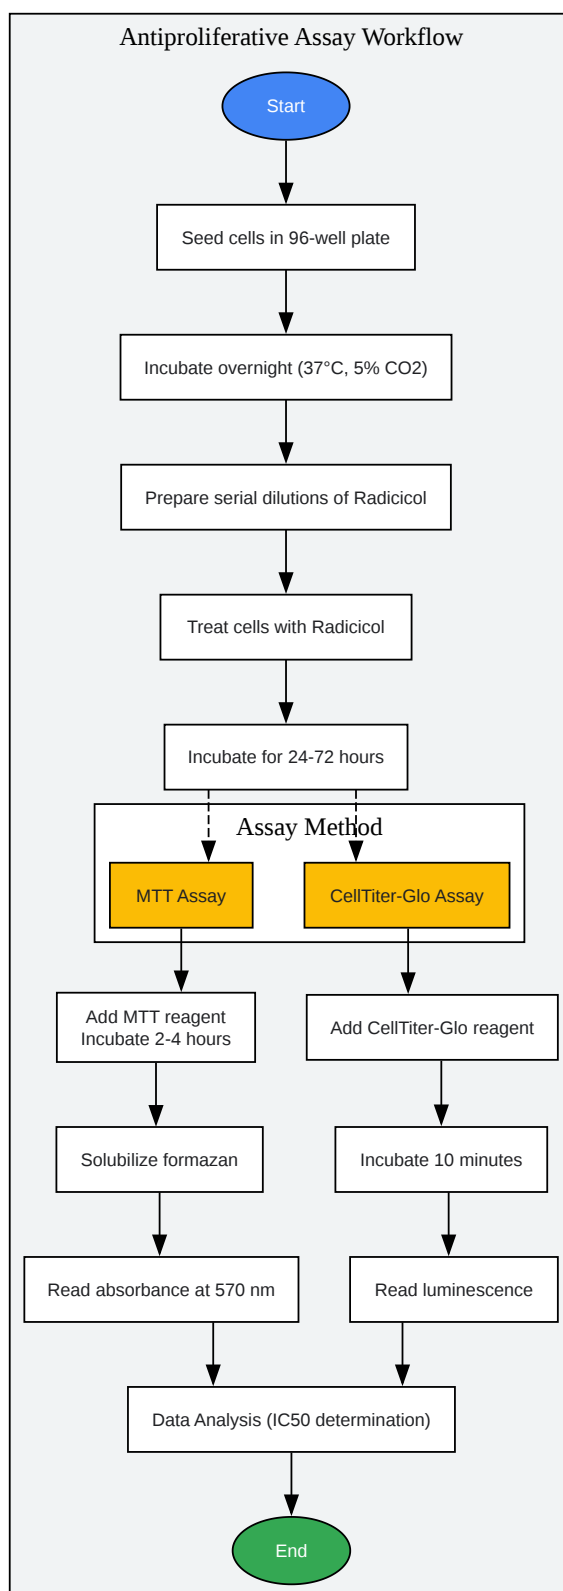 Antiproliferative Assay Workflow
Start
Seed cells in 96-well plate
Incubate overnight (37°C, 5% CO2)
Prepare serial dilutions of Radicicol
Treat cells with Radicicol
Incubate for 24-72 hours
Assay Method
MTT Assay
CellTiter-Glo Assay
Add MTT reagent
Incubate 2-4 hours
Add CellTiter-Glo reagent
Solubilize formazan
Incubate 10 minutes
Read absorbance at 570 nm
Read luminescence
Data Analysis (IC50 determination)
End